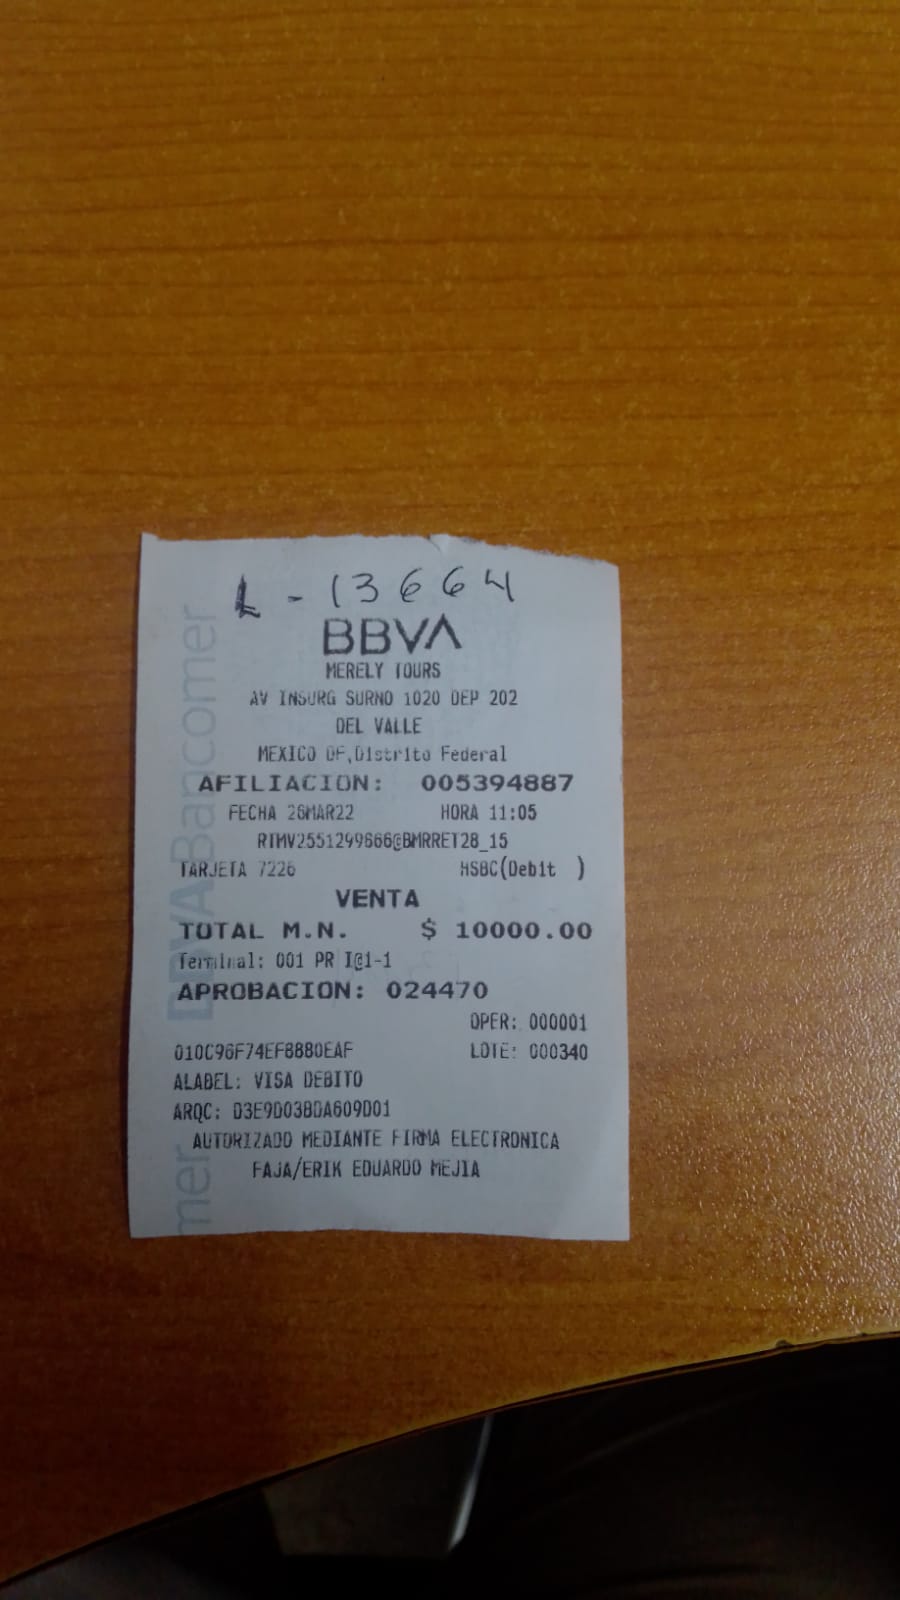 L - 13664
BBVA
MERELY TOURS
AV INSURG SURNO 1020 DEP 202
DEL VALLE
MEXICO DF,Distrito Federal
AFILIACION: 005394887
FECHA 26MAR22 HORA 11:05
RTMV2551299666@BMRRET28_15
TARJETA 7226 HSBC(Debit )
VENTA
TOTAL M.N. $ 10000.00
Terminal: 001 PR I@1-1
APROBACION: 024470
OPER: 000001
010C96F74EF8880EAF LOTE: 000340
ALABEL: VISA DEBITO
ARQC: D3E9D038DA609D01
AUTORIZADO MEDIANTE FIRMA ELECTRONICA
FAJA/ERIK EDUARDO MEJIA
BBVABancomer
mer